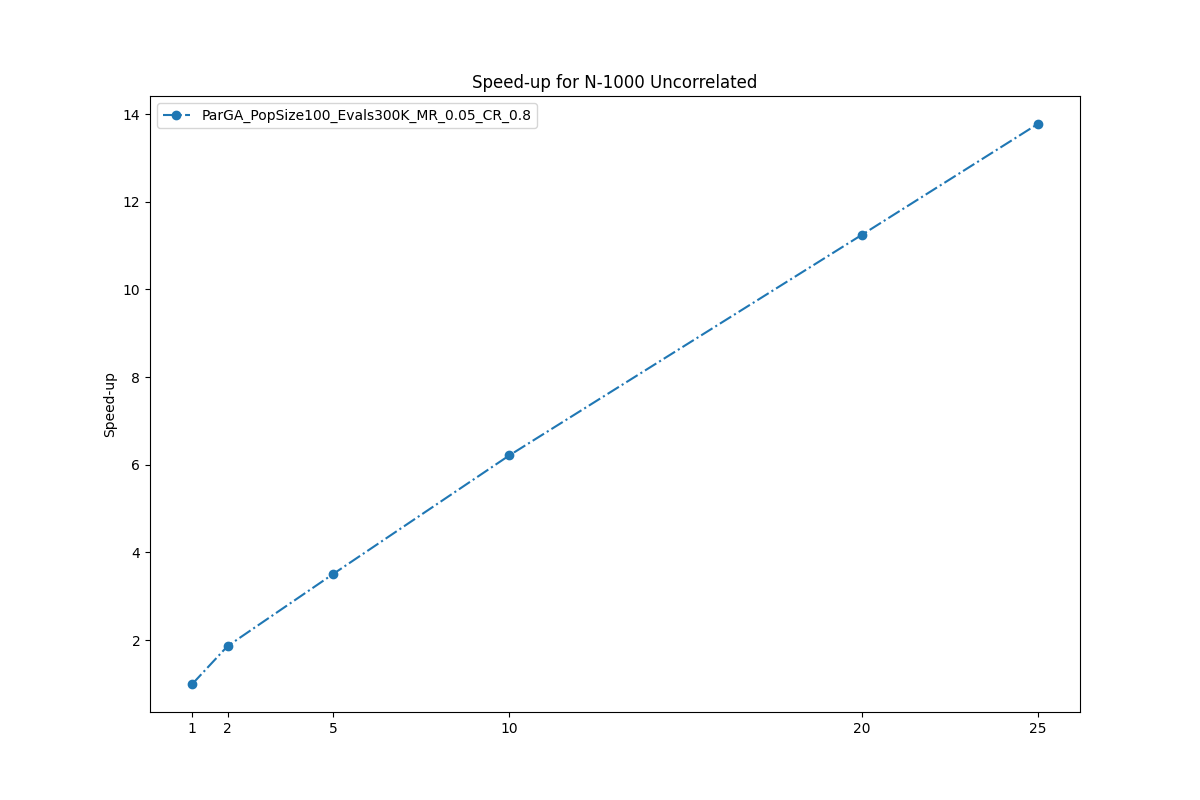 Speed-up for N-1000 Uncorrelated
ParGA_PopSize100_Evals300K_MR_0.05_CR_0.8
14
12
10
8
6
4
2
Speed-up
1 2 5 10 20 25